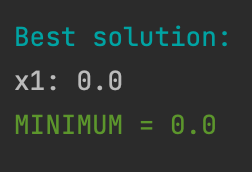 Best solution:
x1: 0.0
MINIMUM = 0.0